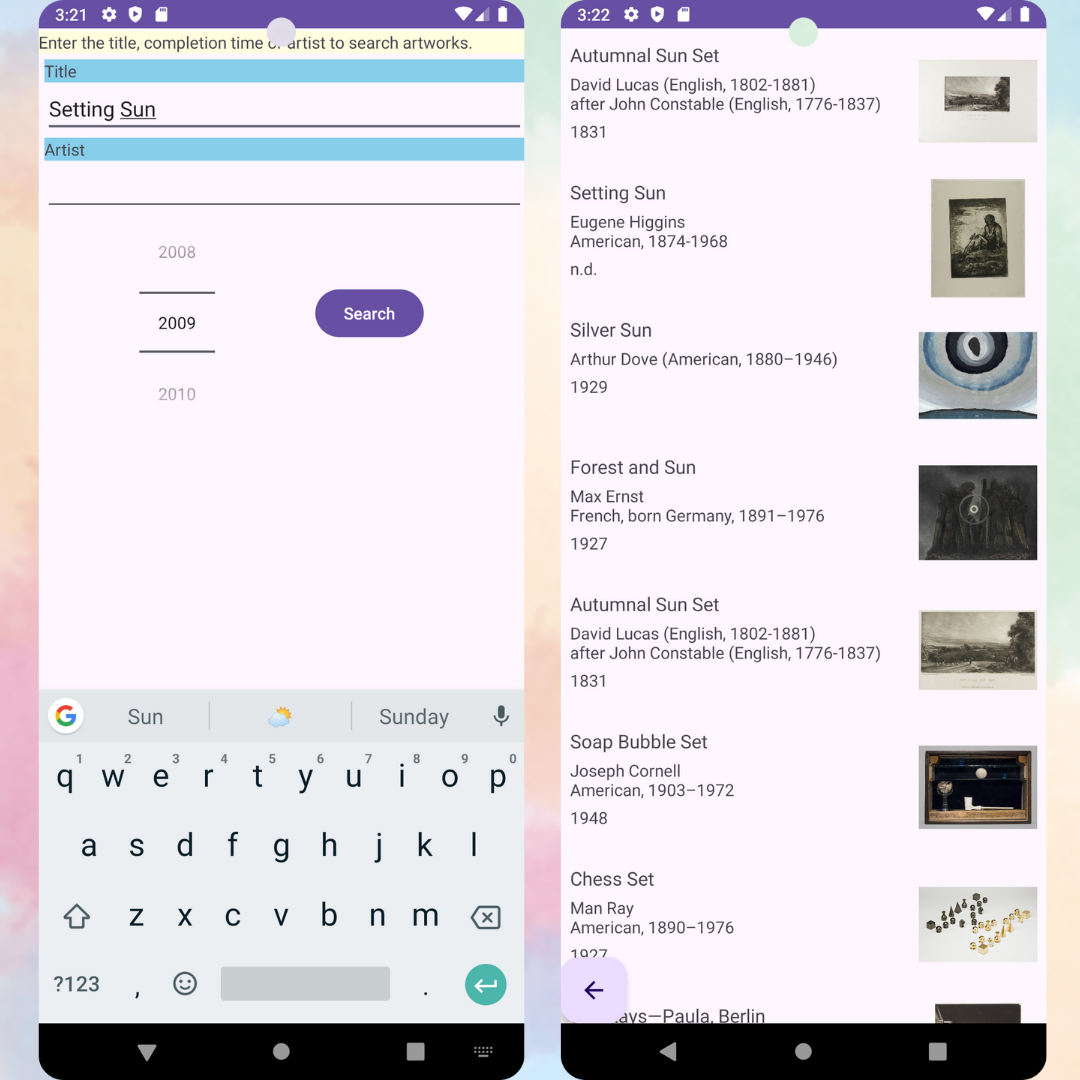 3:21
Enter the title, completion time or artist to search artworks.
Title
Setting Sun
Artist
2008
2009
2010
Search
Sun
Sunday
1 2 3 4 5 6 7 8 9 0
q w e r t y u i o p
a s d f g h j k l
z x c v b n m
?123 , .
3:22
Autumnal Sun Set
David Lucas (English, 1802-1881)
after John Constable (English, 1776-1837)
1831
Setting Sun
Eugene Higgins
American, 1874-1968
n.d.
Silver Sun
Arthur Dove (American, 1880–1946)
1929
Forest and Sun
Max Ernst
French, born Germany, 1891–1976
1927
Autumnal Sun Set
David Lucas (English, 1802-1881)
after John Constable (English, 1776-1837)
1831
Soap Bubble Set
Joseph Cornell
American, 1903–1972
1948
Chess Set
Man Ray
American, 1890–1976
1927
—Paula, Berlin